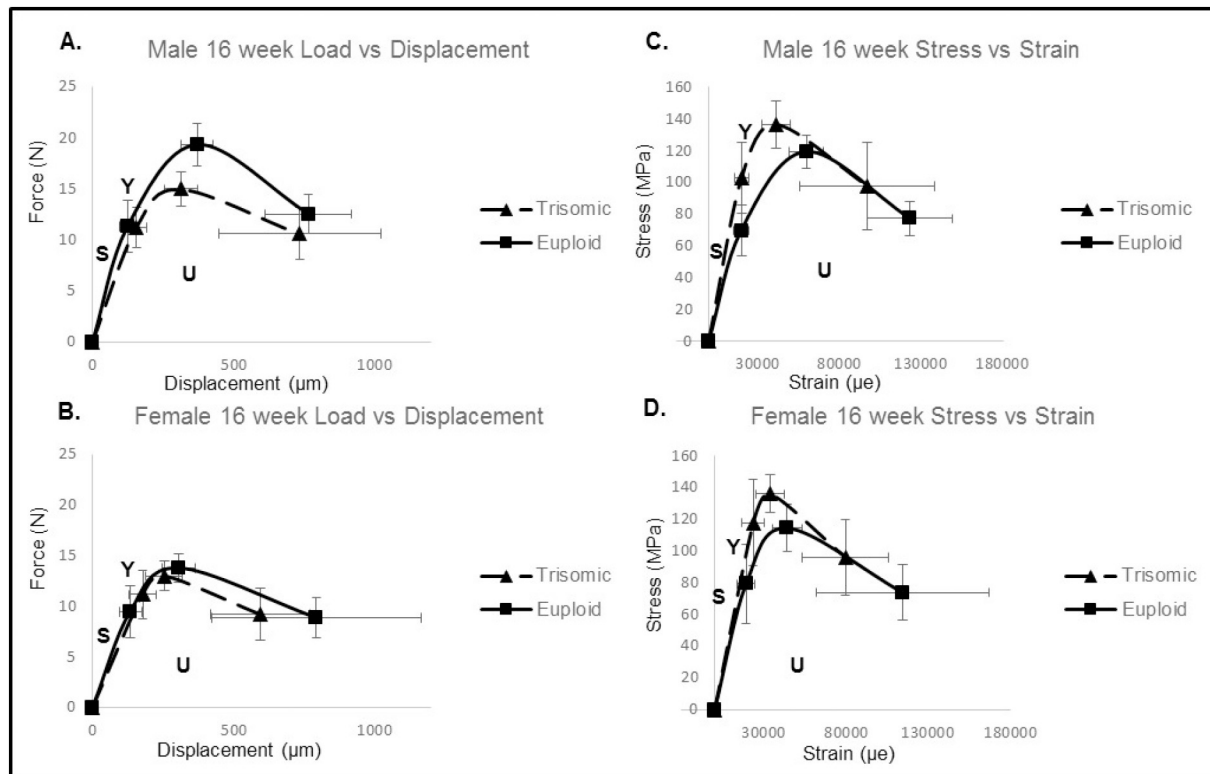 A.
Male 16 week Load vs Displacement
25
20
15
10
5
0
Force (N)
Y
S
U
0 500 1000
Displacement (µm)
Trisomic
Euploid
C.
Male 16 week Stress vs Strain
160
140
120
100
80
60
40
20
0
Stress (MPa)
Y
S
U
30000 80000 130000 180000
Strain (µe)
Trisomic
Euploid
B.
Female 16 week Load vs Displacement
25
20
15
10
5
0
Force (N)
Y
S
U
0 500 1000
Displacement (µm)
Trisomic
Euploid
D.
Female 16 week Stress vs Strain
160
140
120
100
80
60
40
20
0
Stress (MPa)
Y
S
U
30000 80000 130000 180000
Strain (µe)
Trisomic
Euploid